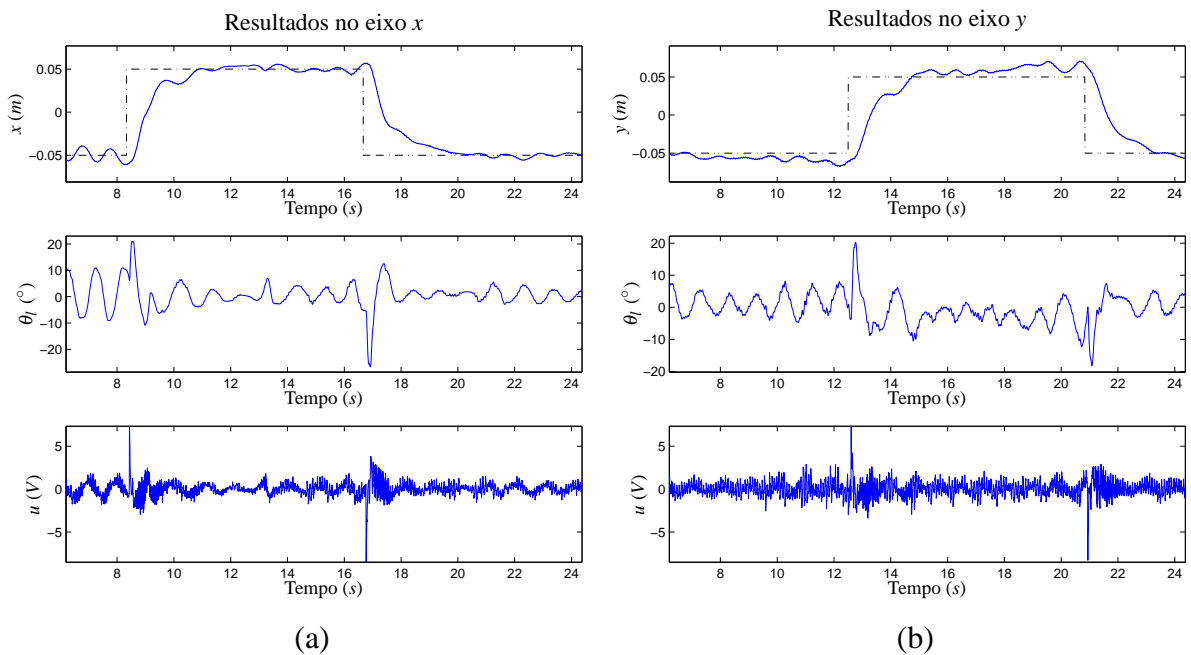 Resultados no eixo x
x (m)
0.05
0
−0.05
8 10 12 14 16 18 20 22 24
Tempo (s)
θl (°)
20
10
0
−10
−20
8 10 12 14 16 18 20 22 24
Tempo (s)
u (V)
5
0
−5
8 10 12 14 16 18 20 22 24
Tempo (s)
(a)
Resultados no eixo y
y (m)
0.05
0
−0.05
8 10 12 14 16 18 20 22 24
Tempo (s)
θl (°)
20
10
0
−10
−20
8 10 12 14 16 18 20 22 24
Tempo (s)
u (V)
5
0
−5
8 10 12 14 16 18 20 22 24
Tempo (s)
(b)